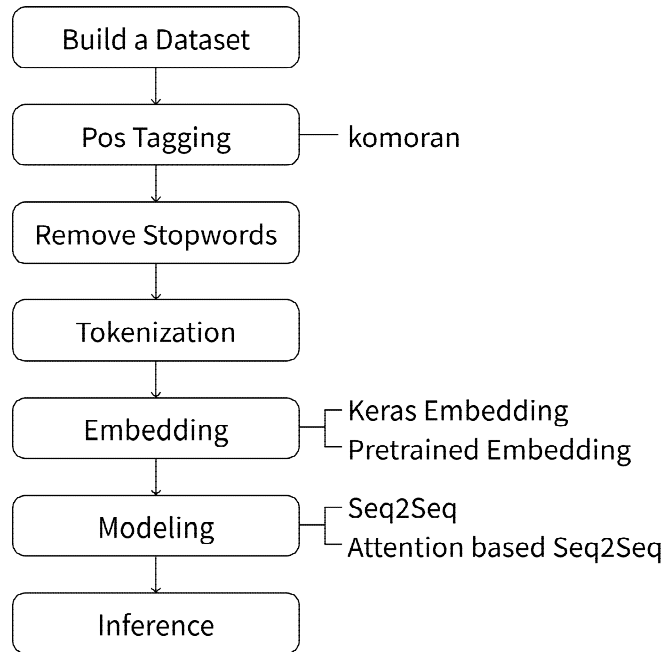 Build a Dataset
Pos Tagging
komoran
Remove Stopwords
Tokenization
Embedding
Keras Embedding
Pretrained Embedding
Modeling
Seq2Seq
Attention based Seq2Seq
Inference